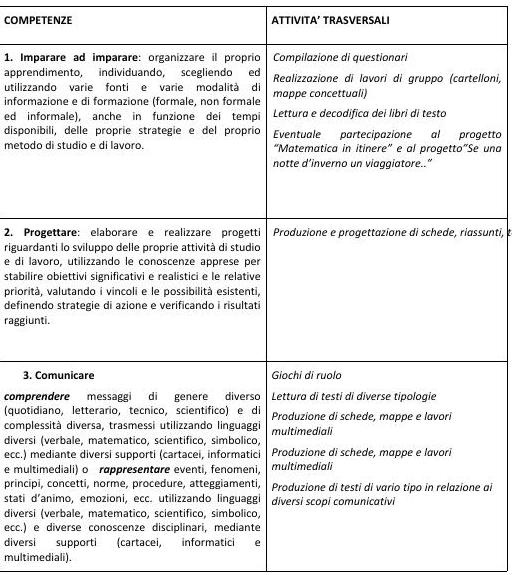 COMPETENZE
ATTIVITA’ TRASVERSALI
1. Imparare ad imparare: organizzare il proprio
apprendimento, individuando, scegliendo ed
utilizzando varie fonti e varie modalità di
informazione e di formazione (formale, non formale
ed informale), anche in funzione dei tempi
disponibili, delle proprie strategie e del proprio
metodo di studio e di lavoro.
Compilazione di questionari
Realizzazione di lavori di gruppo (cartelloni,
mappe concettuali)
Lettura e decodifica dei libri di testo
Eventuale partecipazione al progetto
“Matematica in itinere” e al progetto”Se una
notte d’inverno un viaggiatore..”
2. Progettare: elaborare e realizzare progetti
riguardanti lo sviluppo delle proprie attività di studio
e di lavoro, utilizzando le conoscenze apprese per
stabilire obiettivi significativi e realistici e le relative
priorità, valutando i vincoli e le possibilità esistenti,
definendo strategie di azione e verificando i risultati
raggiunti.
Produzione e progettazione di schede, riassunti,
3. Comunicare
comprendere messaggi di genere diverso
(quotidiano, letterario, tecnico, scientifico) e di
complessità diversa, trasmessi utilizzando linguaggi
diversi (verbale, matematico, scientifico, simbolico,
ecc.) mediante diversi supporti (cartacei, informatici
e multimediali) o rappresentare eventi, fenomeni,
principi, concetti, norme, procedure, atteggiamenti,
stati d’animo, emozioni, ecc. utilizzando linguaggi
diversi (verbale, matematico, scientifico, simbolico,
ecc.) e diverse conoscenze disciplinari, mediante
diversi supporti (cartacei, informatici e
multimediali).
Giochi di ruolo
Lettura di testi di diverse tipologie
Produzione di schede, mappe e lavori
multimediali
Produzione di schede, mappe e lavori
multimediali
Produzione di testi di vario tipo in relazione ai
diversi scopi comunicativi